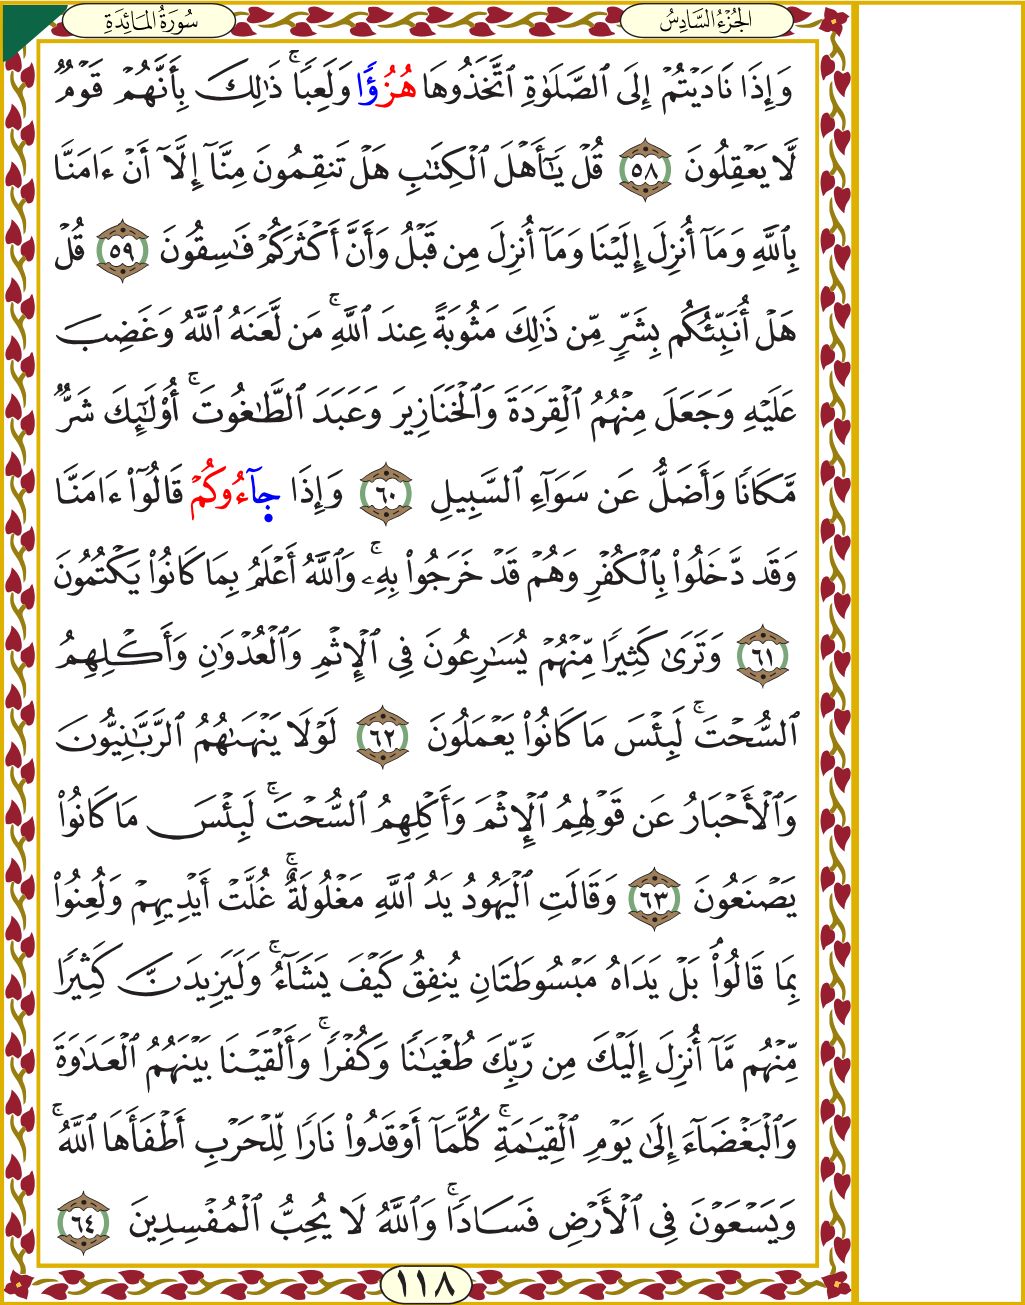 الجُزْءُ السَّادِسُ
سُورَةُ المَائِدَةِ
وَإِذَا نَادَيْتُمْ إِلَى ٱلصَّلَوٰةِ ٱتَّخَذُوهَا هُزُؤًا وَلَعِبًا ۚ ذَٰلِكَ بِأَنَّهُمْ قَوْمٌ
لَّا يَعْقِلُونَ ٥٨ قُلْ يَـٰٓأَهْلَ ٱلْكِتَـٰبِ هَلْ تَنقِمُونَ مِنَّآ إِلَّآ أَنْ ءَامَنَّا
بِٱللَّهِ وَمَآ أُنزِلَ إِلَيْنَا وَمَآ أُنزِلَ مِن قَبْلُ وَأَنَّ أَكْثَرَكُمْ فَـٰسِقُونَ ٥٩ قُلْ
هَلْ أُنَبِّئُكُم بِشَرٍّ مِّن ذَٰلِكَ مَثُوبَةً عِندَ ٱللَّهِ ۚ مَن لَّعَنَهُ ٱللَّهُ وَغَضِبَ
عَلَيْهِ وَجَعَلَ مِنْهُمُ ٱلْقِرَدَةَ وَٱلْخَنَازِيرَ وَعَبَدَ ٱلطَّـٰغُوتَ ۚ أُو۟لَـٰٓئِكَ شَرٌّ
مَّكَانًا وَأَضَلُّ عَن سَوَآءِ ٱلسَّبِيلِ ٦٠ وَإِذَا جَآءُوكُمْ قَالُوٓا۟ ءَامَنَّا
وَقَد دَّخَلُوا۟ بِٱلْكُفْرِ وَهُمْ قَدْ خَرَجُوا۟ بِهِۦ ۚ وَٱللَّهُ أَعْلَمُ بِمَا كَانُوا۟ يَكْتُمُونَ
٦١ وَتَرَىٰ كَثِيرًا مِّنْهُمْ يُسَـٰرِعُونَ فِى ٱلْإِثْمِ وَٱلْعُدْوَٰنِ وَأَكْلِهِمُ
ٱلسُّحْتَ ۚ لَبِئْسَ مَا كَانُوا۟ يَعْمَلُونَ ٦٢ لَوْلَا يَنْهَىٰهُمُ ٱلرَّبَّـٰنِيُّونَ
وَٱلْأَحْبَارُ عَن قَوْلِهِمُ ٱلْإِثْمَ وَأَكْلِهِمُ ٱلسُّحْتَ ۚ لَبِئْسَ مَا كَانُوا۟
يَصْنَعُونَ ٦٣ وَقَالَتِ ٱلْيَهُودُ يَدُ ٱللَّهِ مَغْلُولَةٌ ۚ غُلَّتْ أَيْدِيهِمْ وَلُعِنُوا۟
بِمَا قَالُوا۟ ۘ بَلْ يَدَاهُ مَبْسُوطَتَانِ يُنفِقُ كَيْفَ يَشَآءُ ۚ وَلَيَزِيدَنَّ كَثِيرًا
مِّنْهُم مَّآ أُنزِلَ إِلَيْكَ مِن رَّبِّكَ طُغْيَـٰنًا وَكُفْرًا ۚ وَأَلْقَيْنَا بَيْنَهُمُ ٱلْعَدَٰوَةَ
وَٱلْبَغْضَآءَ إِلَىٰ يَوْمِ ٱلْقِيَـٰمَةِ ۚ كُلَّمَآ أَوْقَدُوا۟ نَارًا لِّلْحَرْبِ أَطْفَأَهَا ٱللَّهُ ۚ
وَيَسْعَوْنَ فِى ٱلْأَرْضِ فَسَادًا ۚ وَٱللَّهُ لَا يُحِبُّ ٱلْمُفْسِدِينَ ٦٤
١١٨